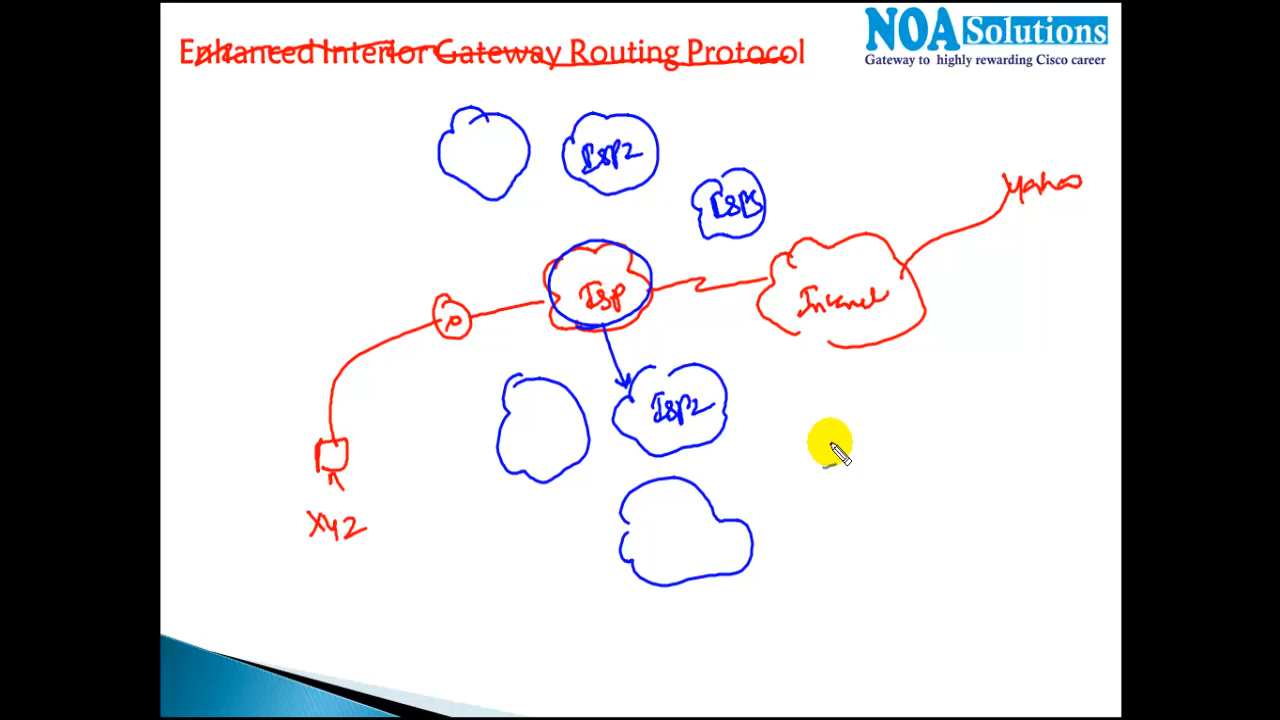 Enhanced Interior Gateway Routing Protocol
NOA Solutions
Gateway to highly rewarding Cisco career
ISP2
yahoo
ISP3
ISP
ISP2
XYZ